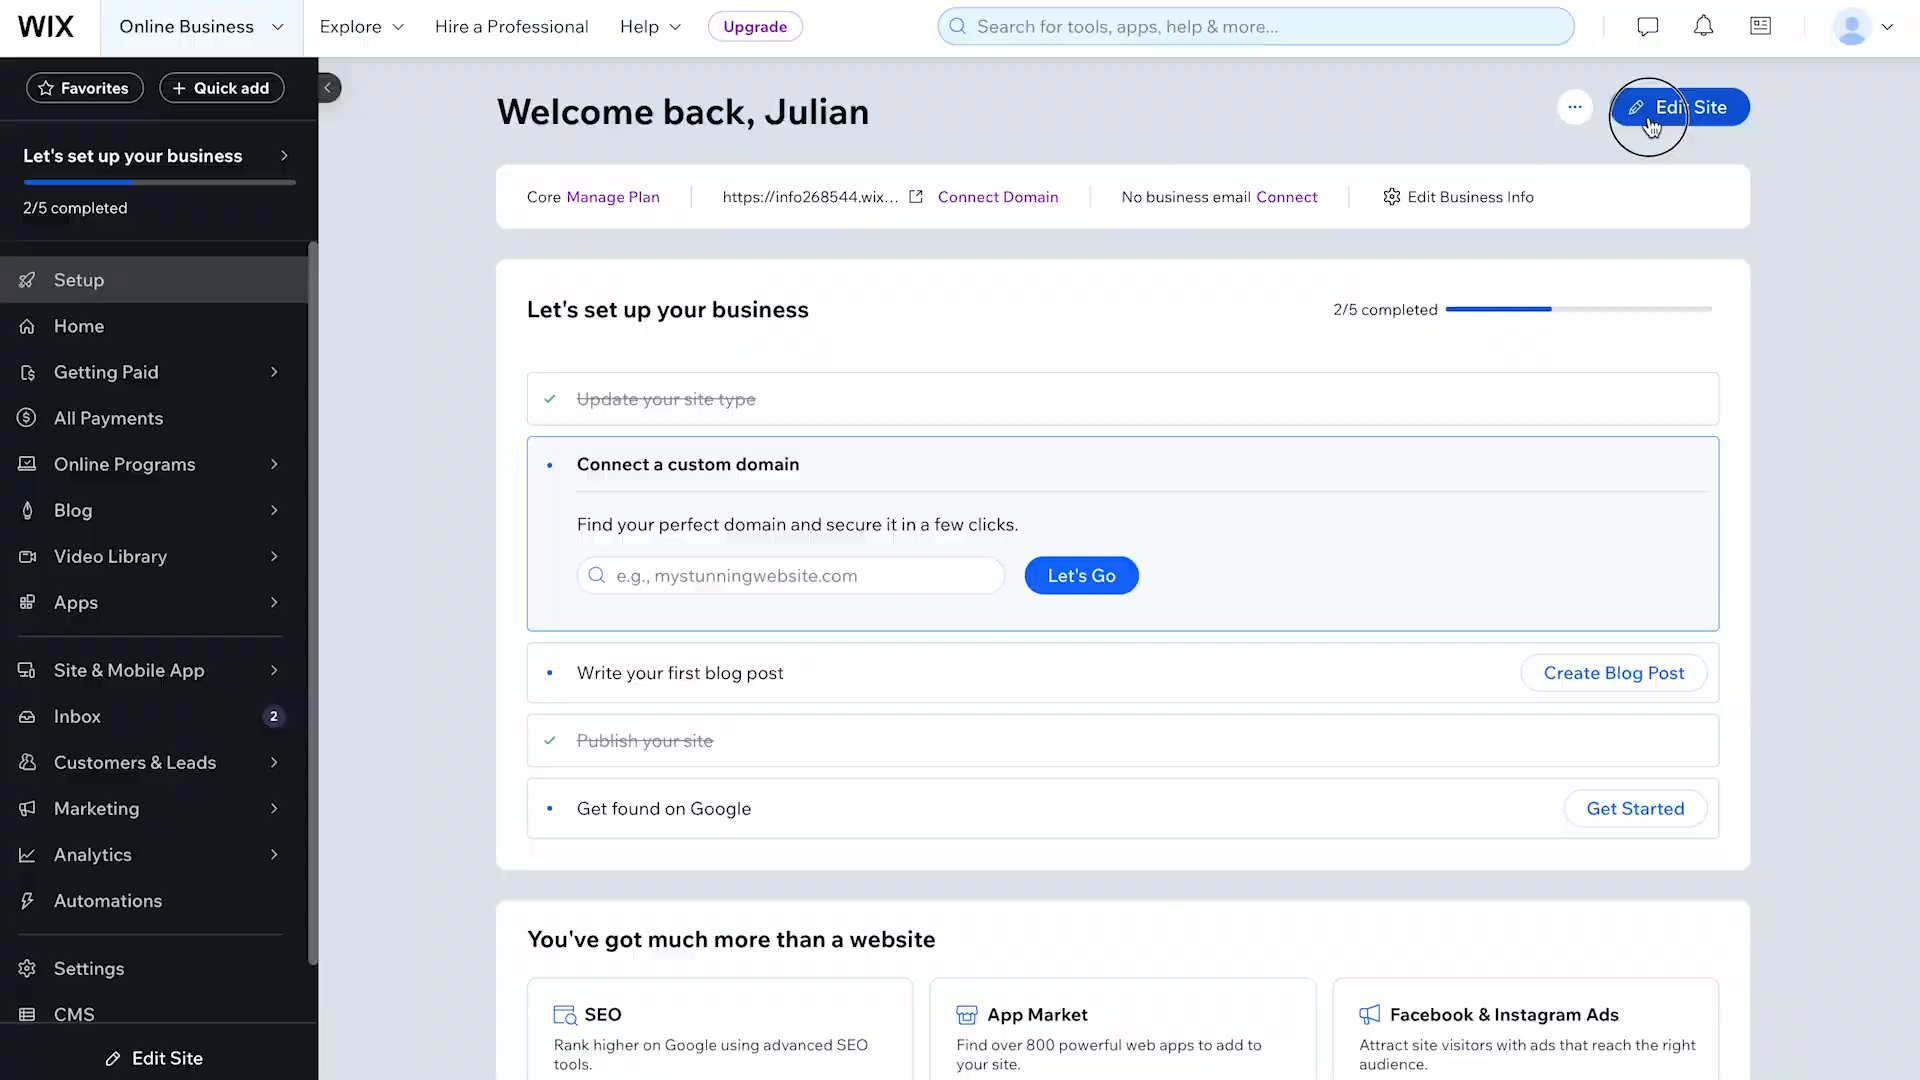 WIX
Online Business
Explore
Hire a Professional
Help
Upgrade
Search for tools, apps, help & more...
Favorites
Quick add
Let's set up your business
2/5 completed
Setup
Home
Getting Paid
All Payments
Online Programs
Blog
Video Library
Apps
Site & Mobile App
Inbox
2
Customers & Leads
Marketing
Analytics
Automations
Settings
CMS
Edit Site
Welcome back, Julian
Edit Site
Core Manage Plan
https://info268544.wix...
Connect Domain
No business email Connect
Edit Business Info
Let's set up your business
2/5 completed
Update your site type
Connect a custom domain
Find your perfect domain and secure it in a few clicks.
e.g., mystunningwebsite.com
Let's Go
Write your first blog post
Create Blog Post
Publish your site
Get found on Google
Get Started
You've got much more than a website
SEO
Rank higher on Google using advanced SEO
tools.
App Market
Find over 800 powerful web apps to add to
your site.
Facebook & Instagram Ads
Attract site visitors with ads that reach the right
audience.